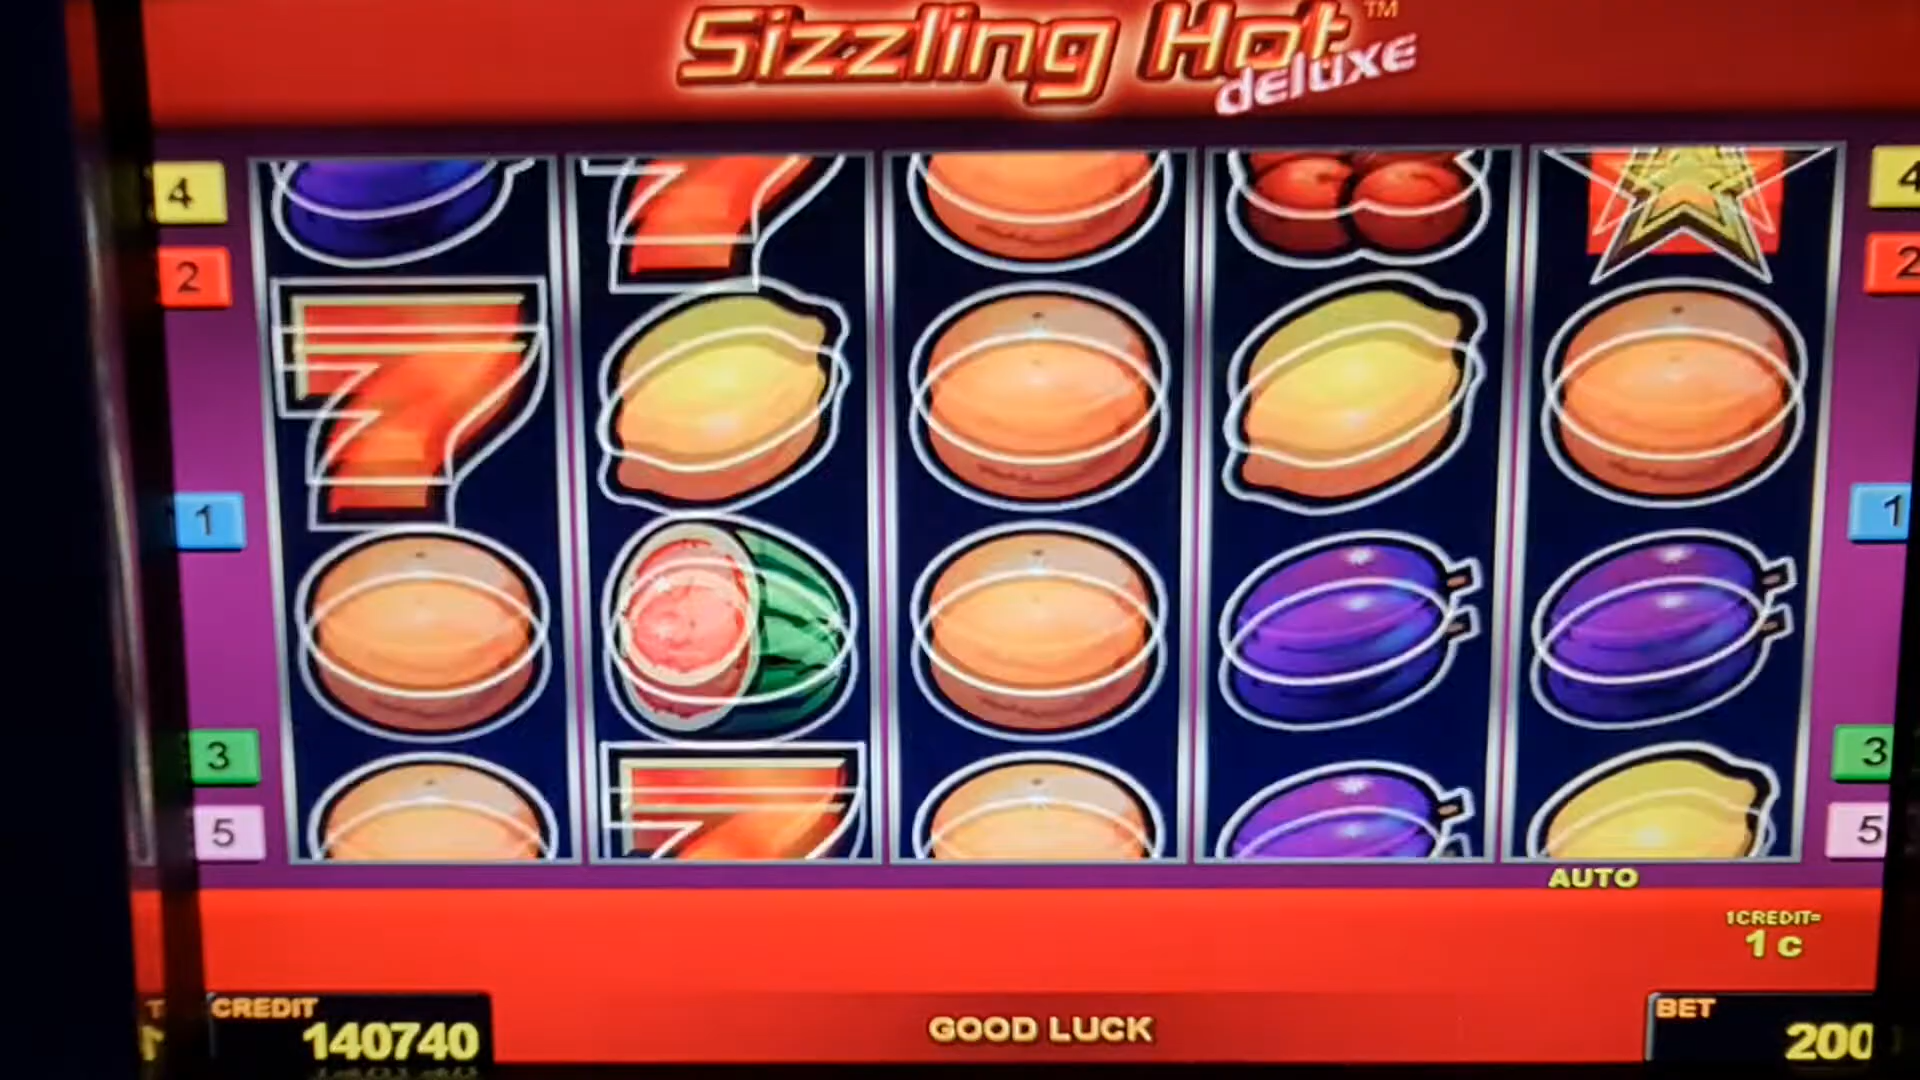 Sizzling Hot™
deluxe
4 4
2 2
1 1
3 3
5 5
AUTO
1CREDIT=
1 c
CREDIT
140740
GOOD LUCK
BET
200